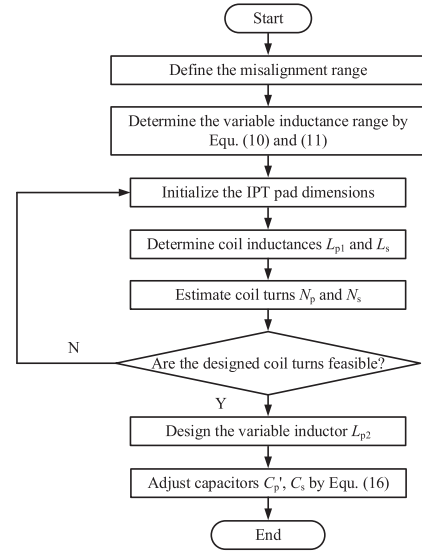 Start
Define the misalignment range
Determine the variable inductance range by
Equ. (10) and (11)
Initialize the IPT pad dimensions
Determine coil inductances Lp1 and Ls
Estimate coil turns Np and Ns
N
Are the designed coil turns feasible?
Y
Design the variable inductor Lp2
Adjust capacitors Cp', Cs by Equ. (16)
End